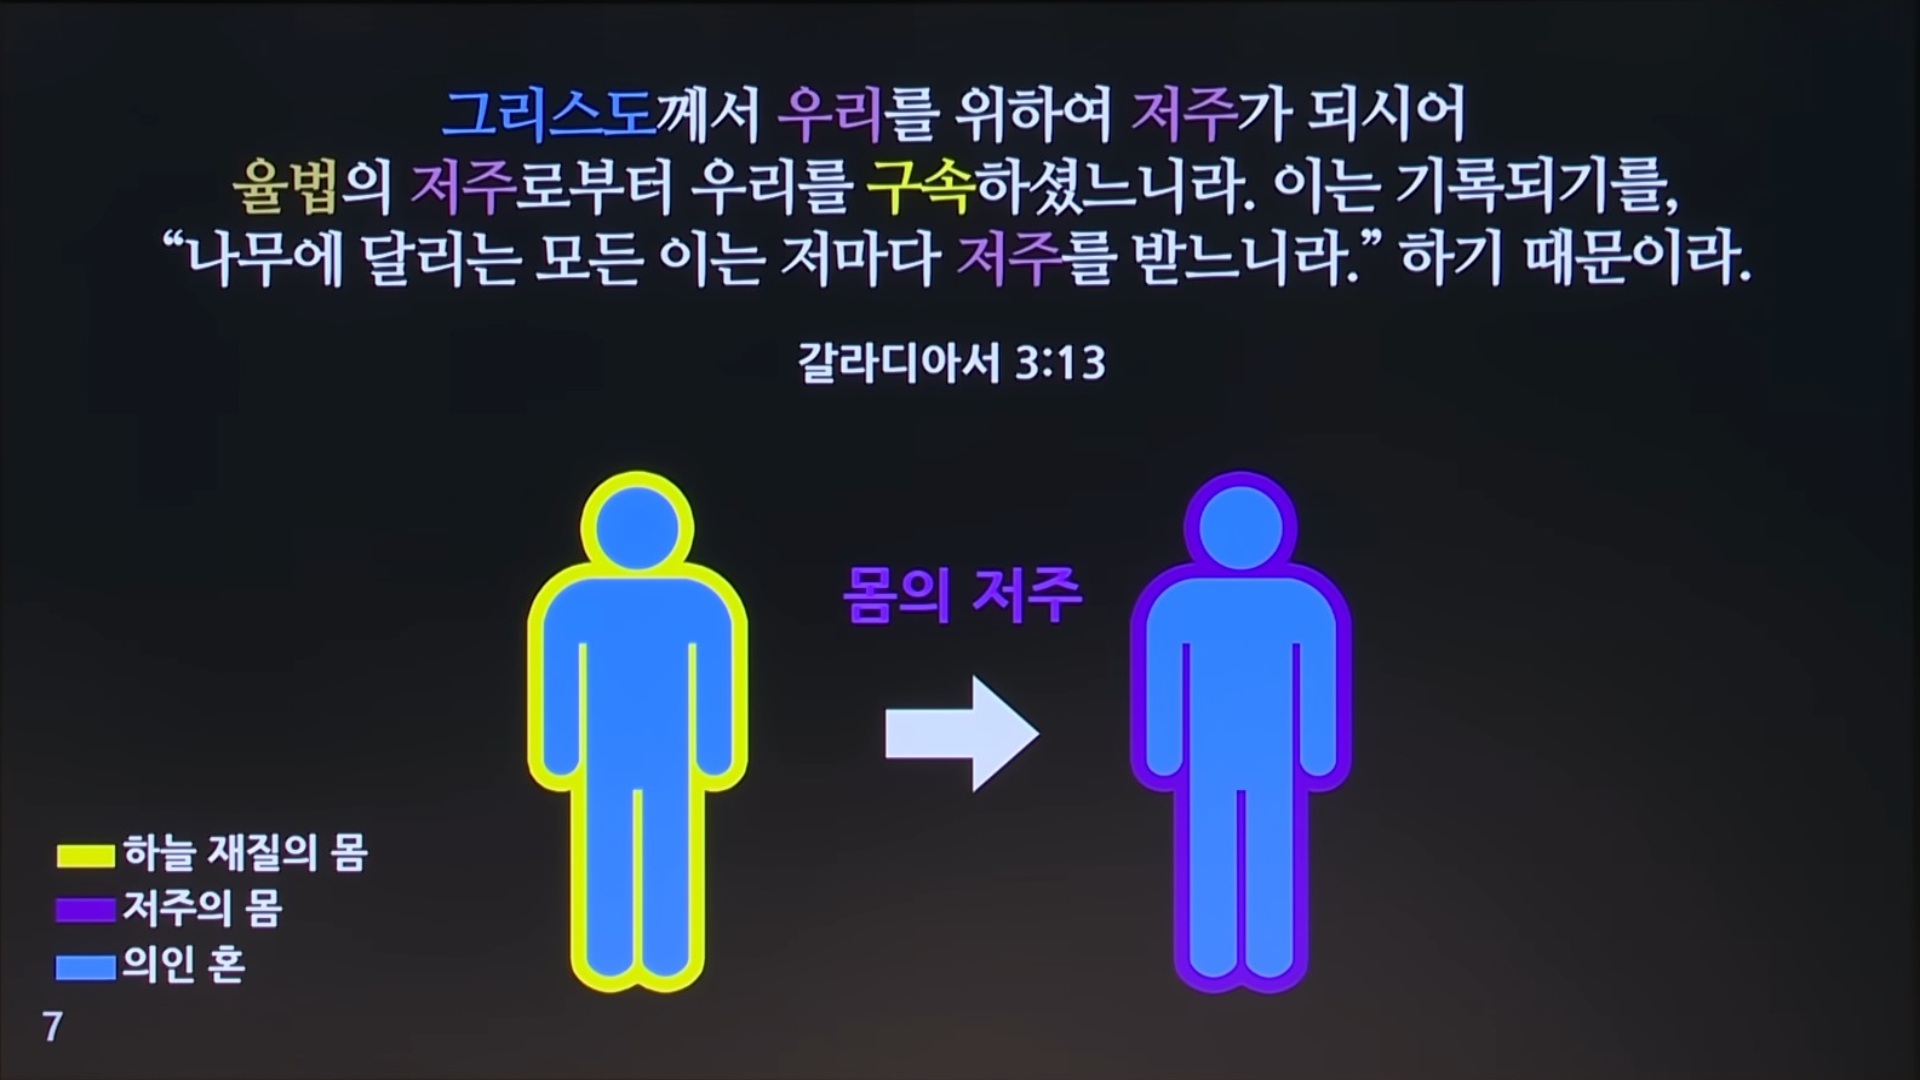 그리스도께서 우리를 위하여 저주가 되시어
율법의 저주로부터 우리를 구속하셨느니라. 이는 기록되기를,
“나무에 달리는 모든 이는 저마다 저주를 받느니라.” 하기 때문이라.
갈라디아서 3:13
몸의 저주
하늘 재질의 몸
저주의 몸
의인 혼
7